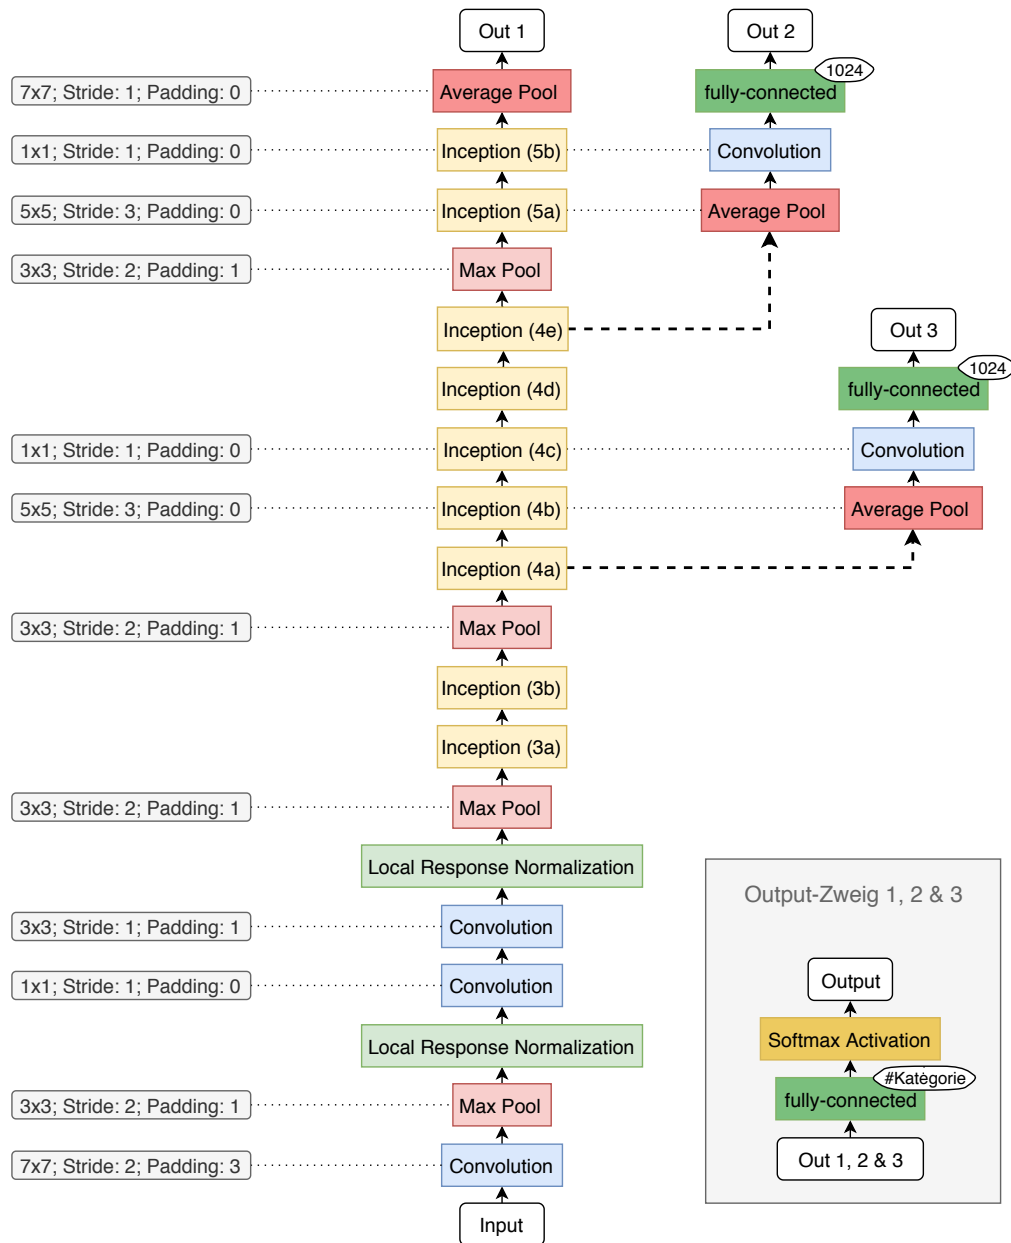 Out 1
Out 2
1024
7x7; Stride: 1; Padding: 0
Average Pool
fully-connected
1x1; Stride: 1; Padding: 0
Inception (5b)
Convolution
5x5; Stride: 3; Padding: 0
Inception (5a)
Average Pool
3x3; Stride: 2; Padding: 1
Max Pool
Inception (4e)
Out 3
1024
Inception (4d)
fully-connected
1x1; Stride: 1; Padding: 0
Inception (4c)
Convolution
5x5; Stride: 3; Padding: 0
Inception (4b)
Average Pool
Inception (4a)
3x3; Stride: 2; Padding: 1
Max Pool
Inception (3b)
Inception (3a)
3x3; Stride: 2; Padding: 1
Max Pool
Local Response Normalization
3x3; Stride: 1; Padding: 1
Convolution
1x1; Stride: 1; Padding: 0
Convolution
Local Response Normalization
3x3; Stride: 2; Padding: 1
Max Pool
7x7; Stride: 2; Padding: 3
Convolution
Input
Output-Zweig 1, 2 & 3
Output
Softmax Activation
#Kategorie
fully-connected
Out 1, 2 & 3